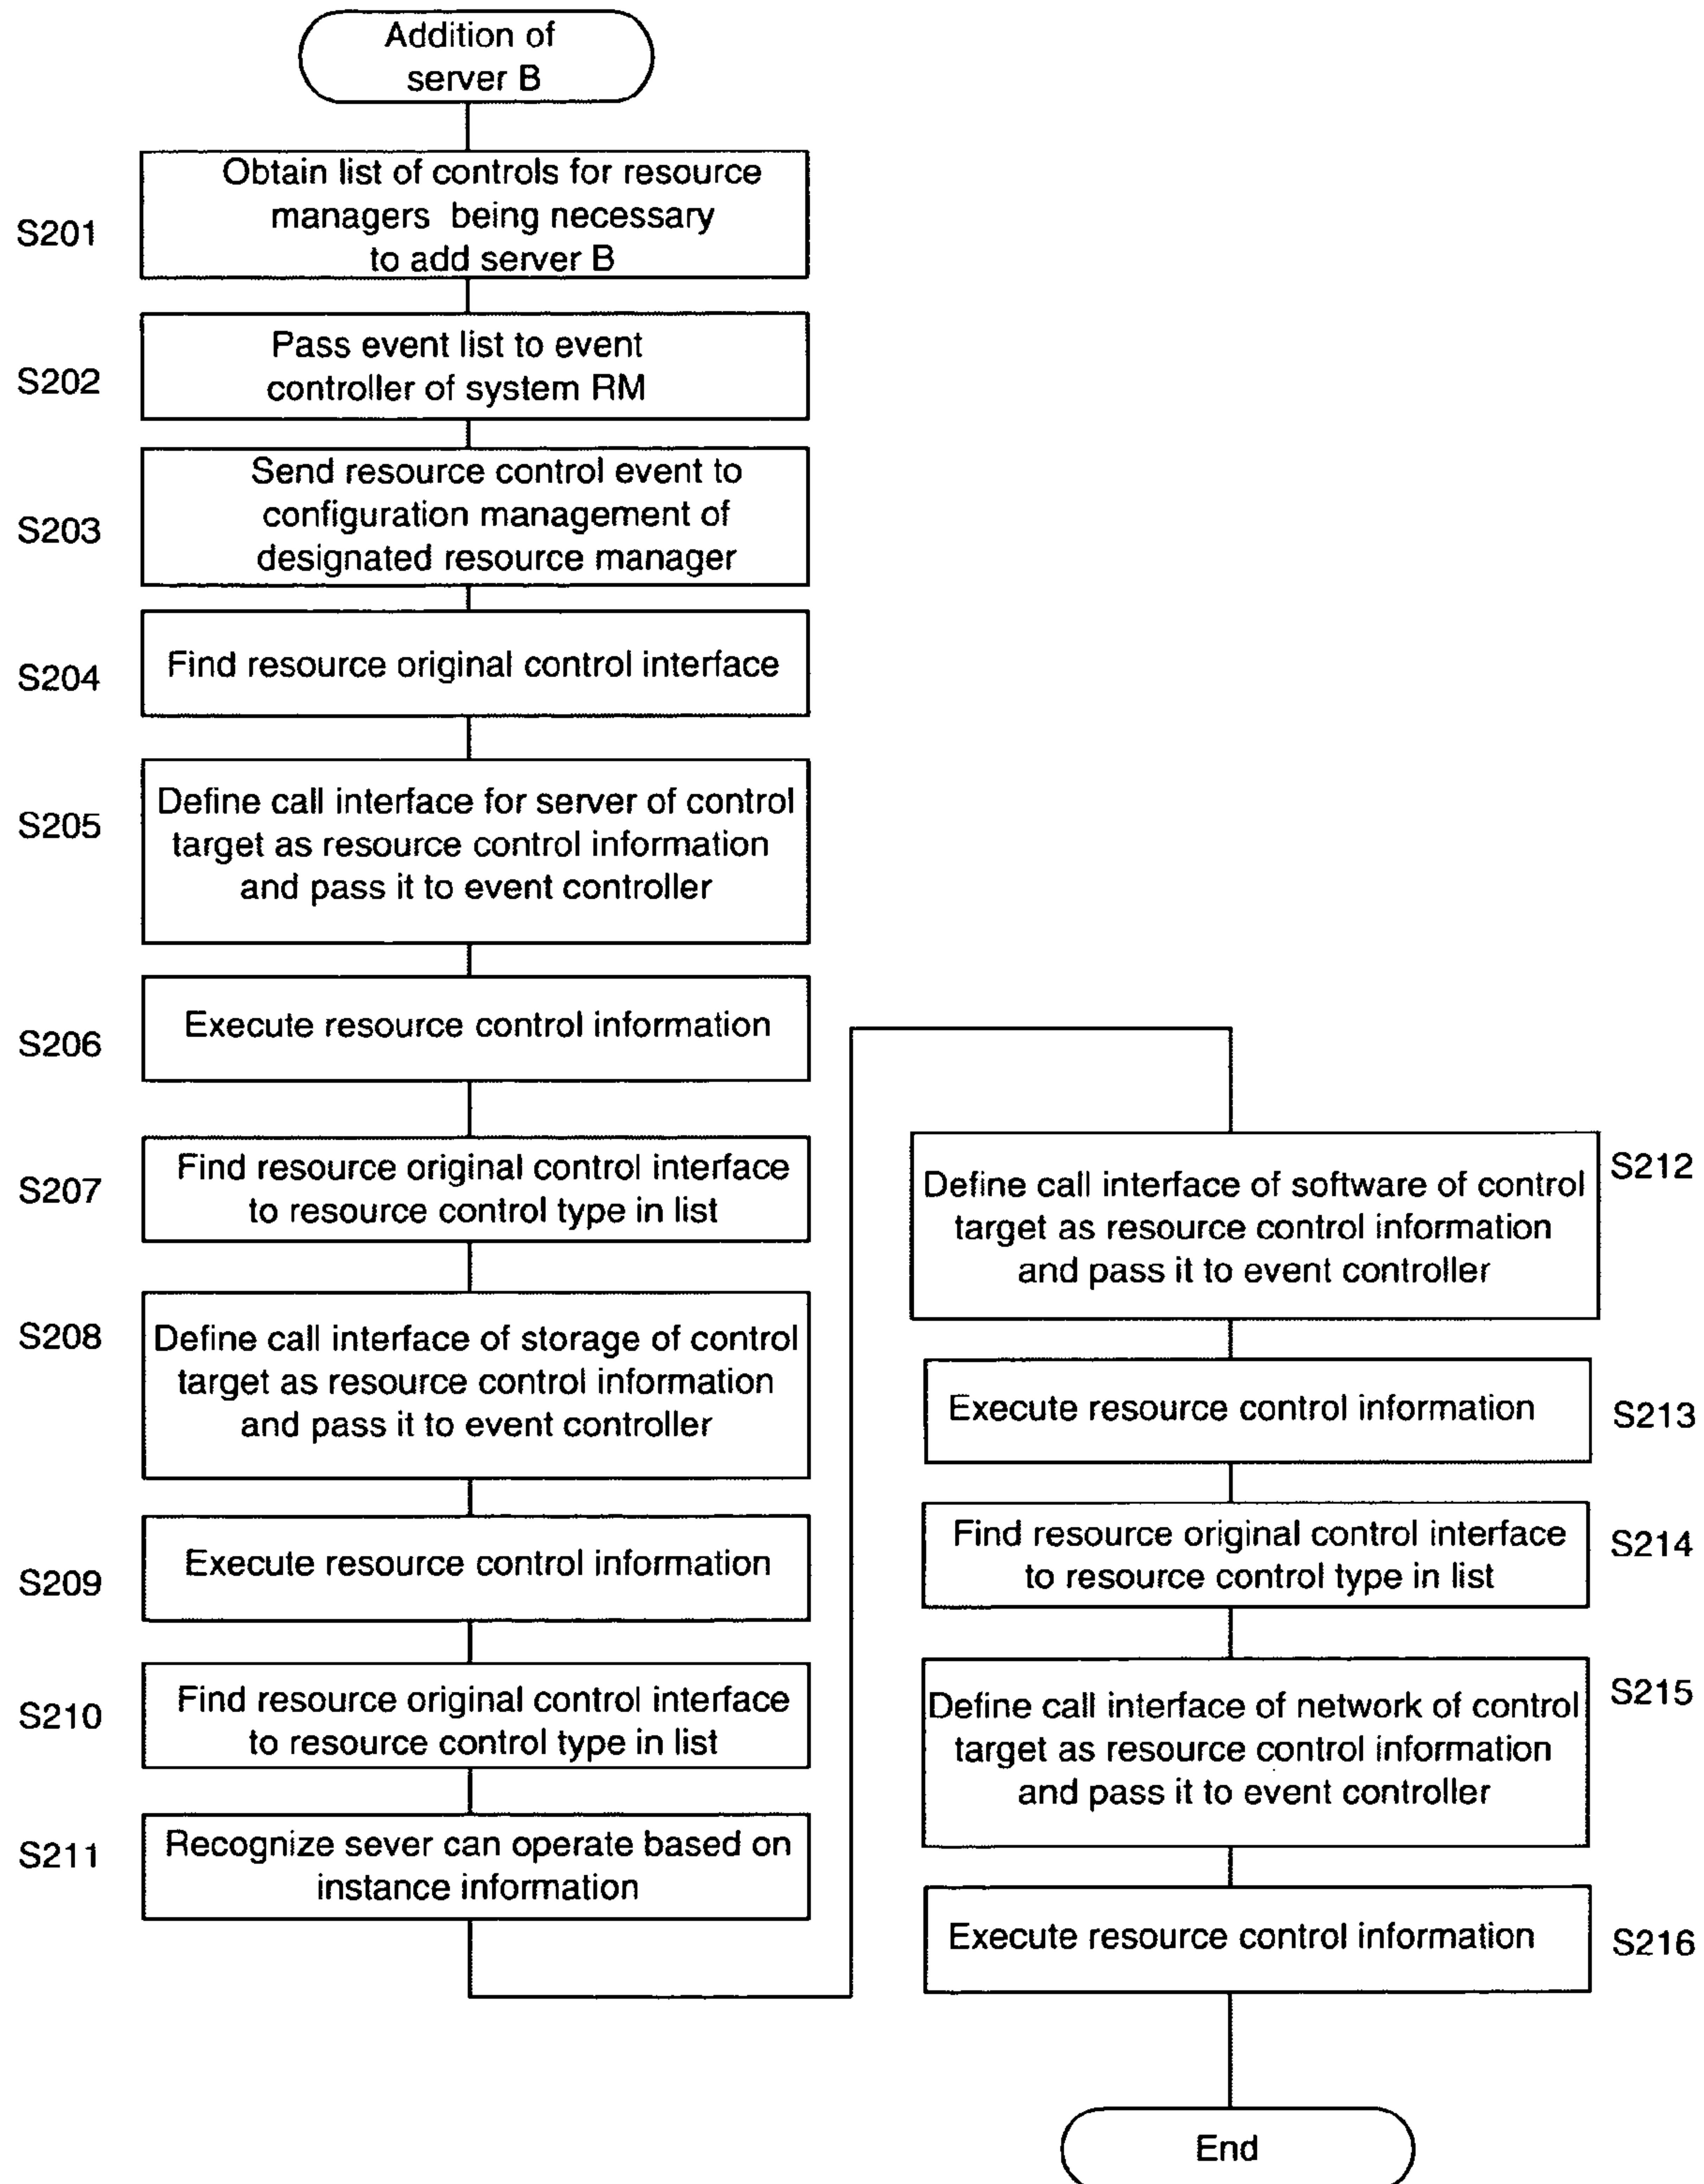 Addition of
server B
S201
Obtain list of controls for resource
managers being necessary
to add server B
S202
Pass event list to event
controller of system RM
S203
Send resource control event to
configuration management of
designated resource manager
S204
Find resource original control interface
S205
Define call interface for server of control
target as resource control information
and pass it to event controller
S206
Execute resource control information
S207
Find resource original control interface
to resource control type in list
S208
Define call interface of storage of control
target as resource control information
and pass it to event controller
S209
Execute resource control information
S210
Find resource original control interface
to resource control type in list
S211
Recognize sever can operate based on
instance information
S212
Define call interface of software of control
target as resource control information
and pass it to event controller
Execute resource control information
S213
Find resource original control interface
to resource control type in list
S214
Define call interface of network of control
target as resource control information
and pass it to event controller
S215
Execute resource control information
S216
End